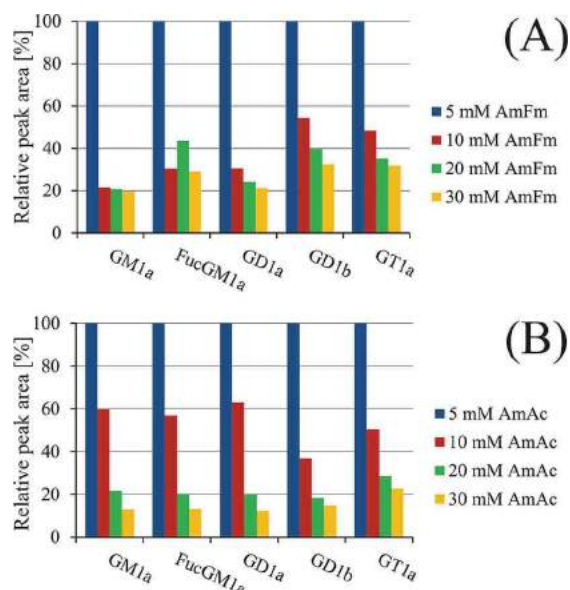 (A)
Relative peak area [%]
100
80
60
40
20
0
GM1a
FucGM1a
GD1a
GD1b
GT1a
5 mM AmFm
10 mM AmFm
20 mM AmFm
30 mM AmFm
(B)
Relative peak area [%]
100
80
60
40
20
0
GM1a
FucGM1a
GD1a
GD1b
GT1a
5 mM AmAc
10 mM AmAc
20 mM AmAc
30 mM AmAc